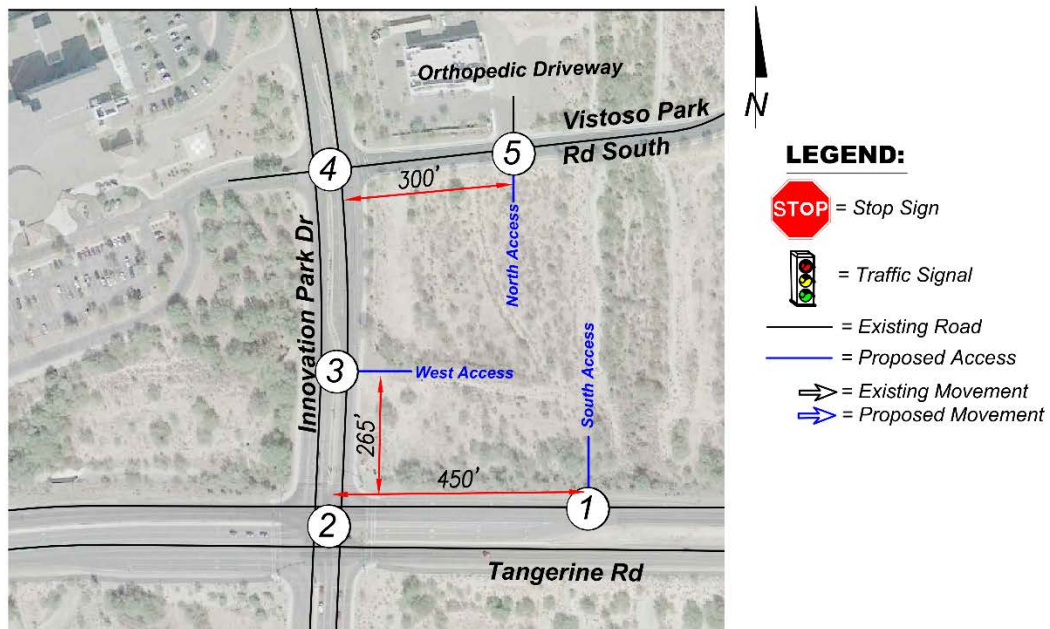 Orthopedic Driveway
Vistoso Park
Rd South
5
4
300'
North Access
Innovation Park Dr
3
West Access
South Access
265'
450'
1
2
Tangerine Rd
N
LEGEND:
STOP = Stop Sign
= Traffic Signal
= Existing Road
= Proposed Access
= Existing Movement
= Proposed Movement